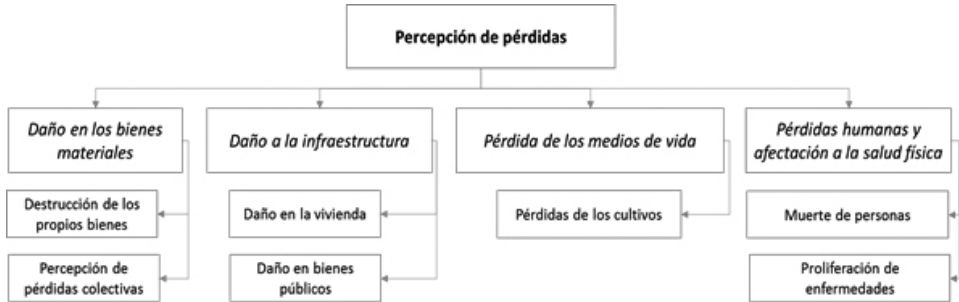 Percepción de pérdidas
Daño en los bienes
materiales
Daño a la infraestructura
Pérdida de los medios de vida
Pérdidas humanas y
afectación a la salud física
Destrucción de los
propios bienes
Daño en la vivienda
Pérdidas de los cultivos
Muerte de personas
Percepción de
pérdidas colectivas
Daño en bienes
públicos
Proliferación de
enfermedades